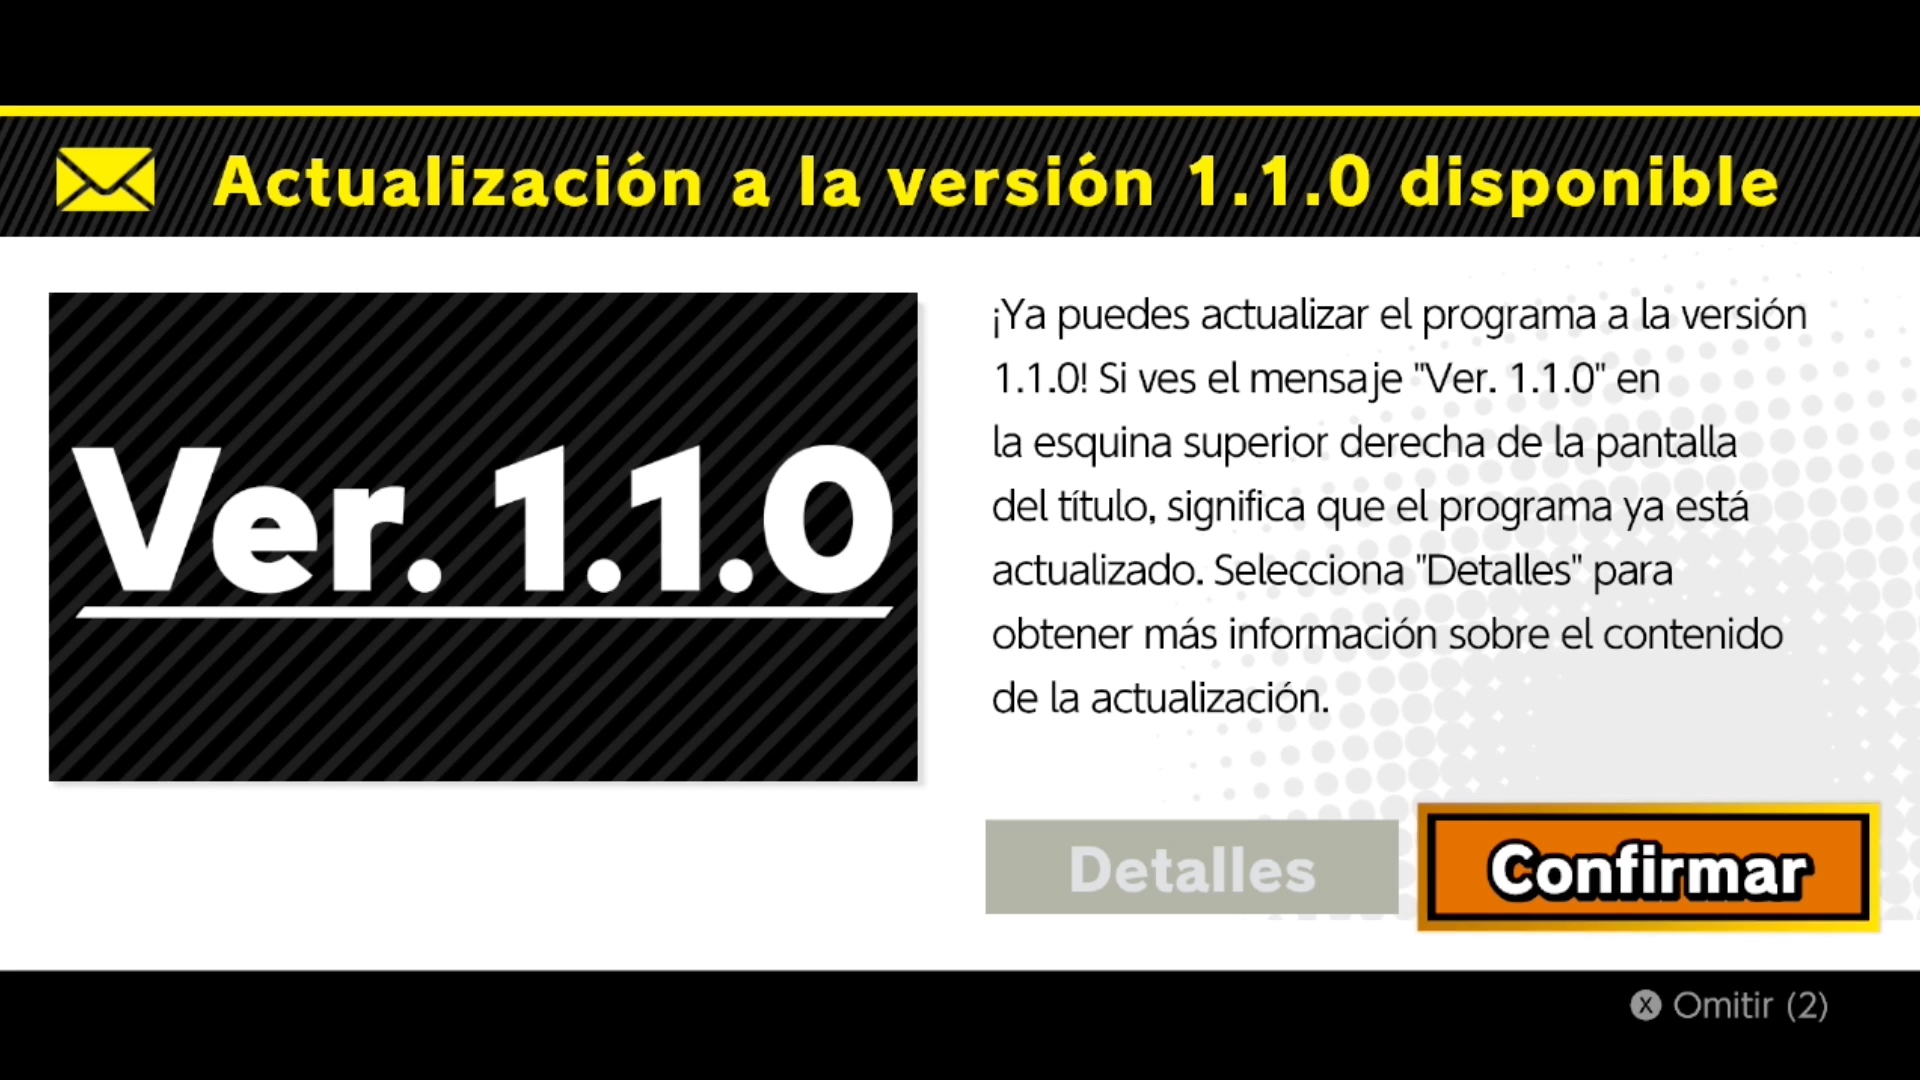 Actualización a la versión 1.1.0 disponible
Ver. 1.1.0
¡Ya puedes actualizar el programa a la versión
1.1.0! Si ves el mensaje "Ver. 1.1.0" en
la esquina superior derecha de la pantalla
del título, significa que el programa ya está
actualizado. Selecciona "Detalles" para
obtener más información sobre el contenido
de la actualización.
Detalles
Confirmar
X Omitir (2)